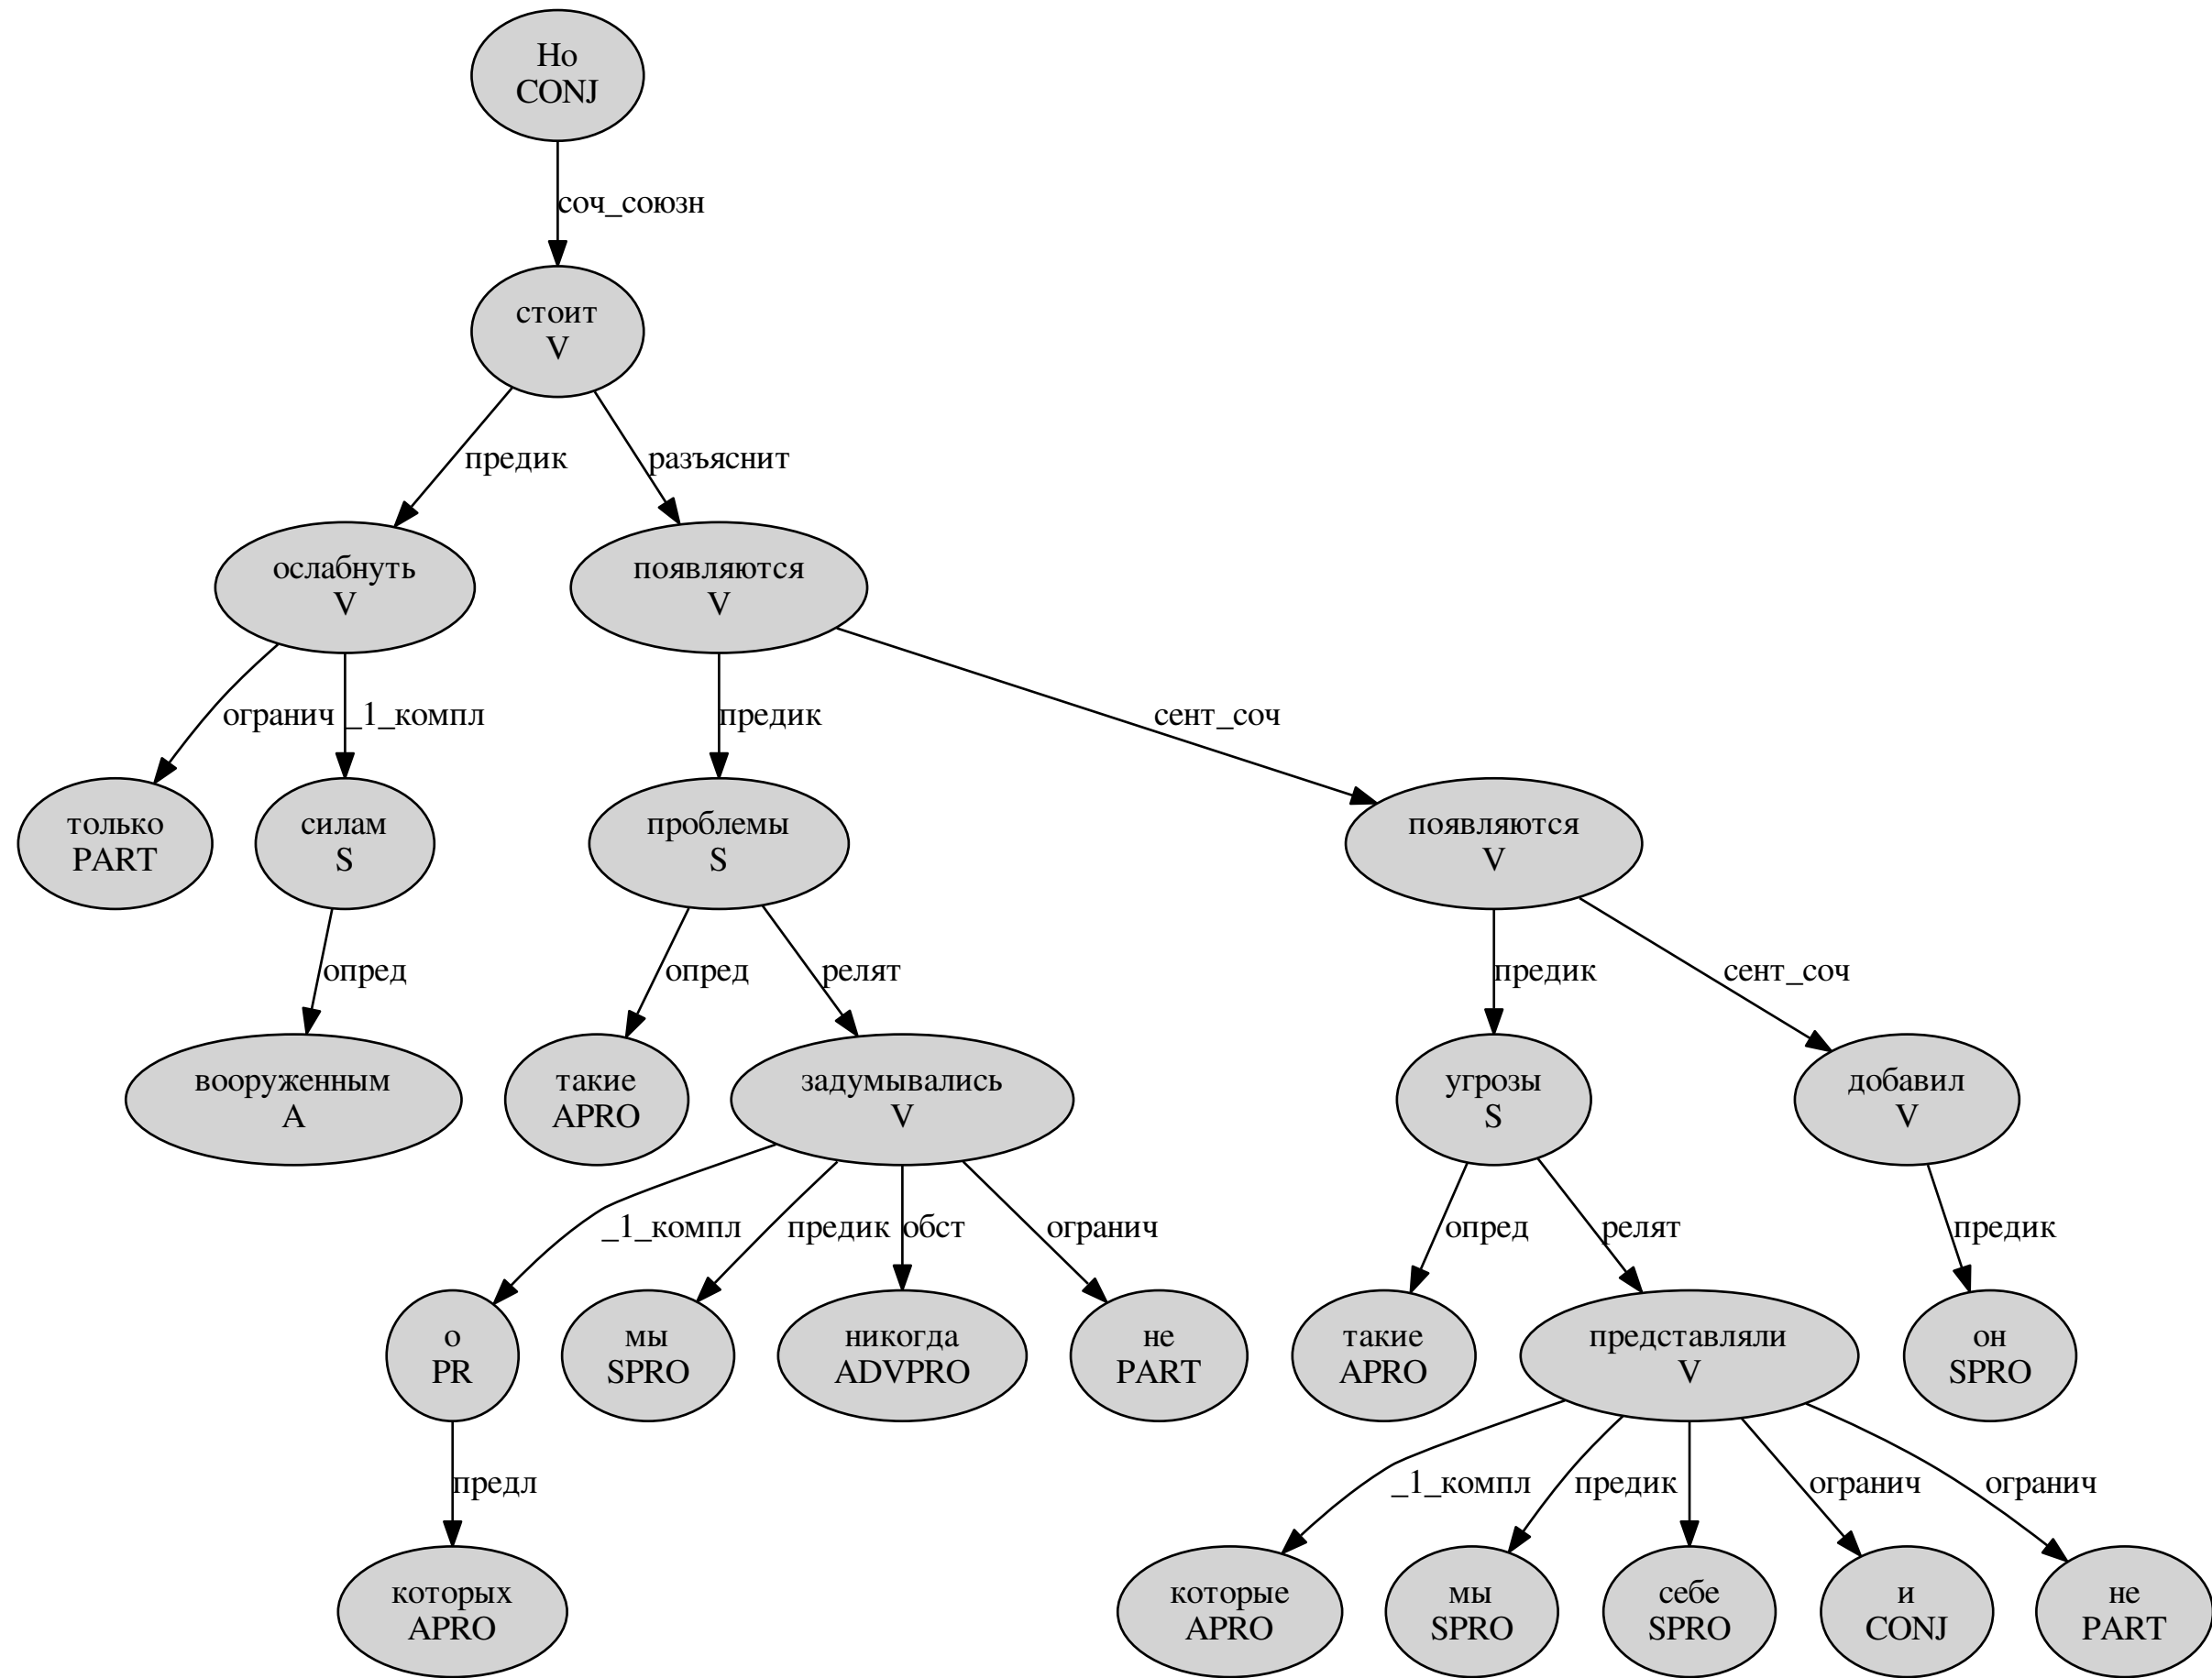 Но
CONJ
соч_союзн
стоит
V
предик
разъяснит
ослабнуть
V
появляются
V
огранич
_1_компл
предик
сент_соч
только
PART
силам
S
проблемы
S
появляются
V
опред
опред
релят
предик
сент_соч
вооруженным
A
такие
APRO
задумывались
V
угрозы
S
добавил
V
_1_компл
предик
обст
огранич
опред
релят
предик
о
PR
мы
SPRO
никогда
ADVPRO
не
PART
такие
APRO
представляли
V
он
SPRO
предл
_1_компл
предик
огранич
огранич
которых
APRO
которые
APRO
мы
SPRO
себе
SPRO
и
CONJ
не
PART